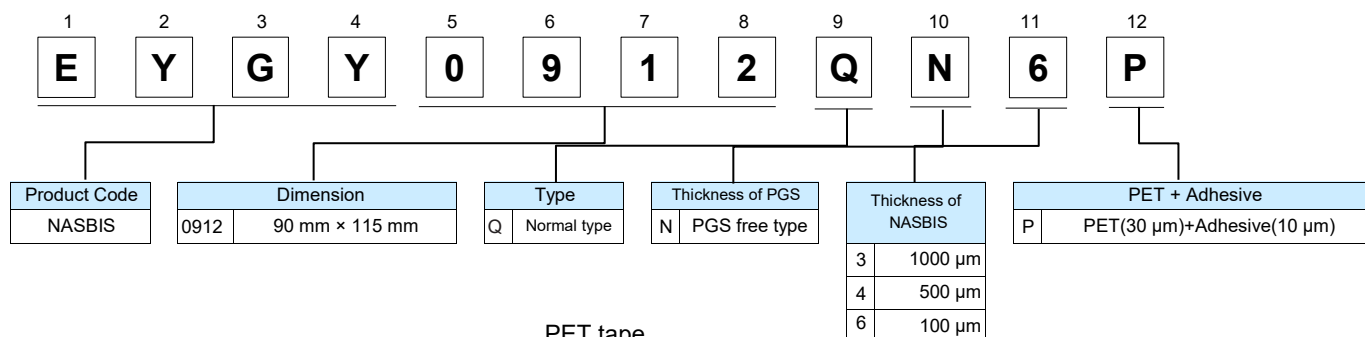 1 2 3 4 5 6 7 8 9 10 11 12
E Y G Y 0 9 1 2 Q N 6 P
Product Code
NASBIS
Dimension
0912 90 mm × 115 mm
Type
Q Normal type
Thickness of PGS
N PGS free type
Thickness of
NASBIS
3 1000 µm
4 500 µm
6 100 µm
PET + Adhesive
P PET(30 µm)+Adhesive(10 µm)
PET tape